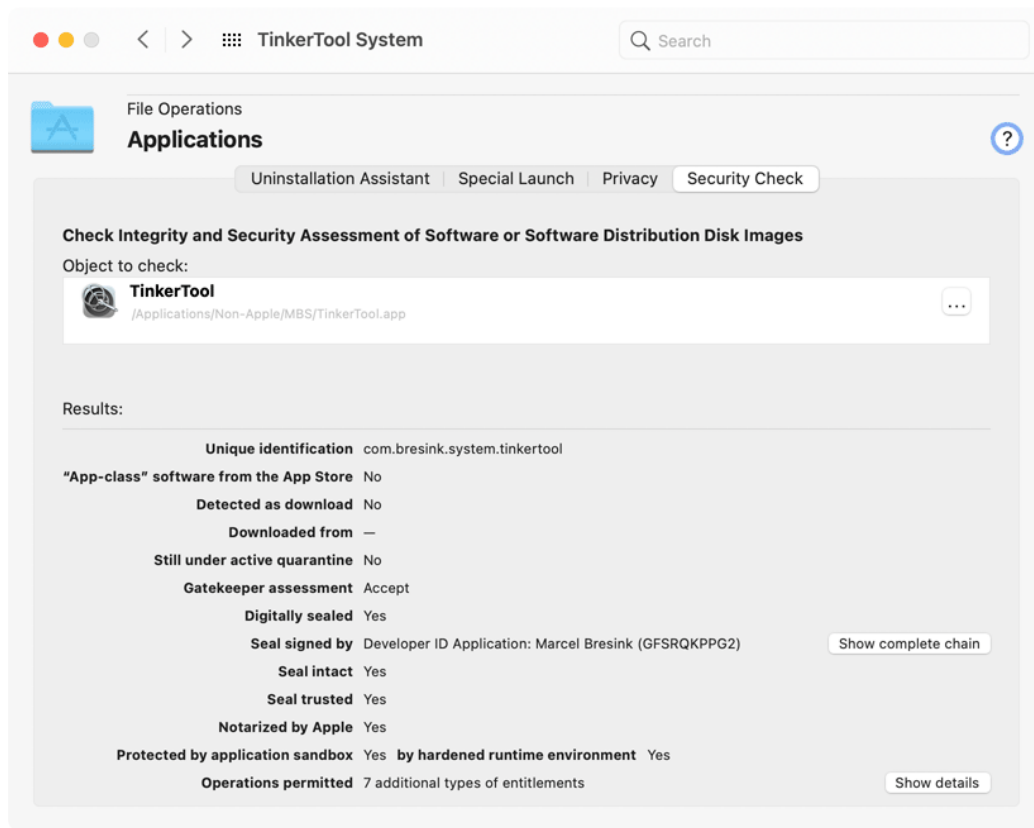 TinkerTool System
Search
File Operations
Applications
?
Uninstallation Assistant Special Launch Privacy Security Check
Check Integrity and Security Assessment of Software or Software Distribution Disk Images
Object to check:
TinkerTool
/Applications/Non-Apple/MBS/TinkerTool.app
...
Results:
Unique identification com.bresink.system.tinkertool
“App-class” software from the App Store No
Detected as download No
Downloaded from —
Still under active quarantine No
Gatekeeper assessment Accept
Digitally sealed Yes
Seal signed by Developer ID Application: Marcel Bresink (GFSRQKPPG2) Show complete chain
Seal intact Yes
Seal trusted Yes
Notarized by Apple Yes
Protected by application sandbox Yes by hardened runtime environment Yes
Operations permitted 7 additional types of entitlements Show details